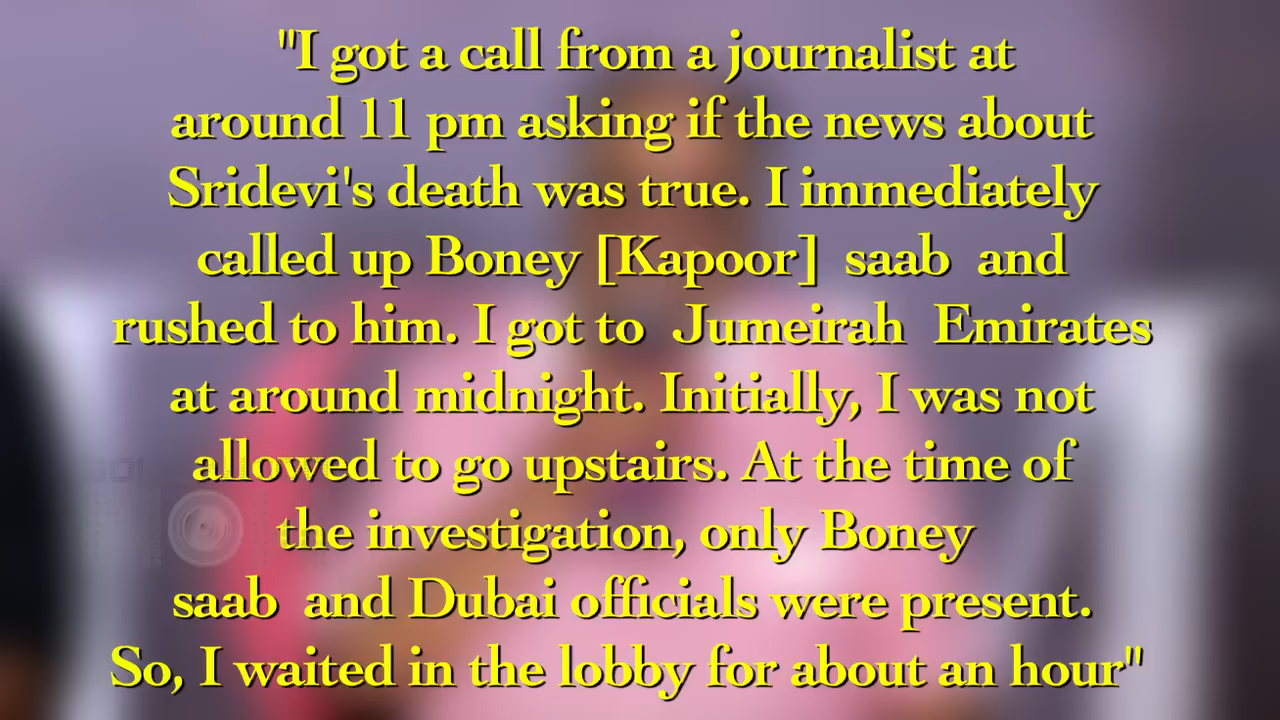 "I got a call from a journalist at
around 11 pm asking if the news about
Sridevi's death was true. I immediately
called up Boney [Kapoor] saab and
rushed to him. I got to Jumeirah Emirates
at around midnight. Initially, I was not
allowed to go upstairs. At the time of
the investigation, only Boney
saab and Dubai officials were present.
So, I waited in the lobby for about an hour"